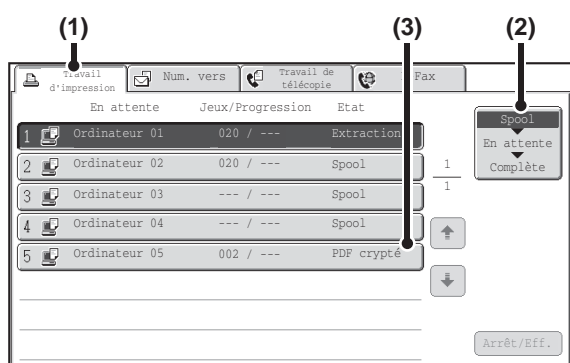 (1) (3) (2)
Travail d'impression
Num. vers
Travail de télécopie
Fax
En attente Jeux/Progression Etat
1 Ordinateur 01 020 / --- Extraction
2 Ordinateur 02 020 / --- Spool
3 Ordinateur 03 --- / --- Spool
4 Ordinateur 04 --- / --- Spool
5 Ordinateur 05 002 / --- PDF crypté
1
1
Spool
En attente
Complète
Arrêt/Eff.